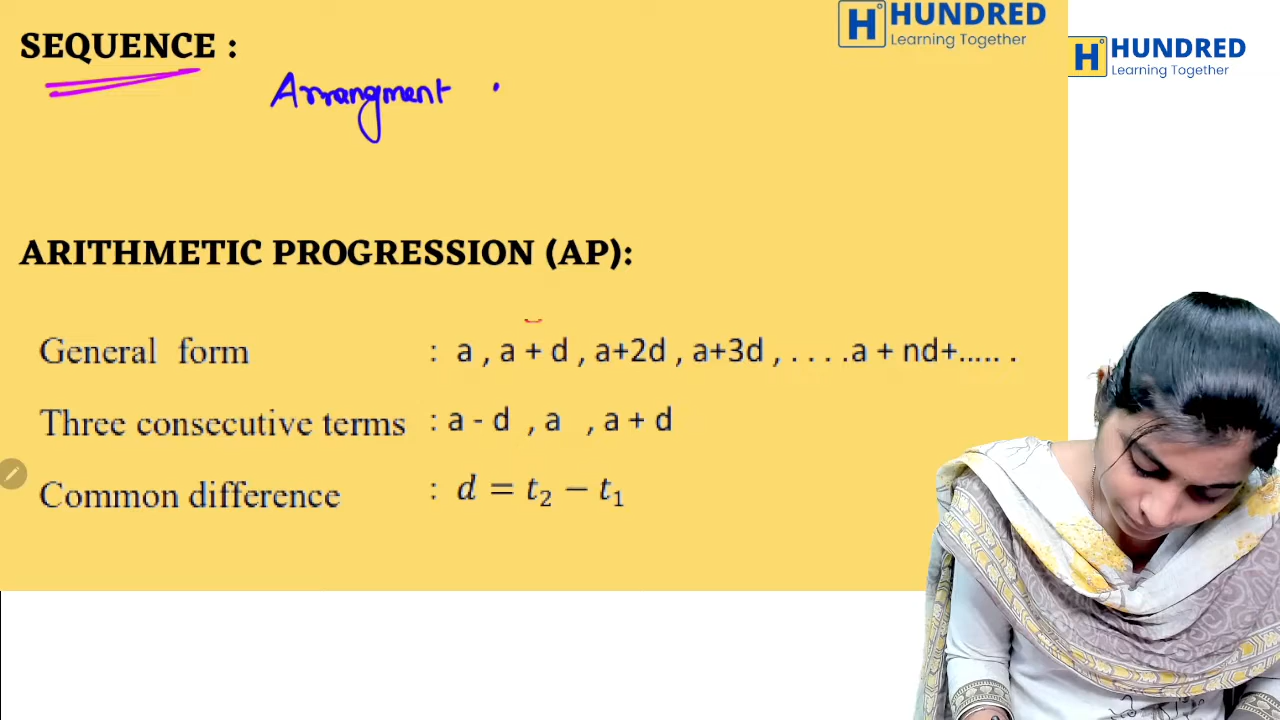 HUNDRED
Learning Together
HUNDRED
Learning Together
SEQUENCE :
Arrangment
ARITHMETIC PROGRESSION (AP):
General form : a , a + d , a+2d , a+3d , . . . .a + nd+..... .
Three consecutive terms : a - d , a , a + d
Common difference : d = t₂ − t₁